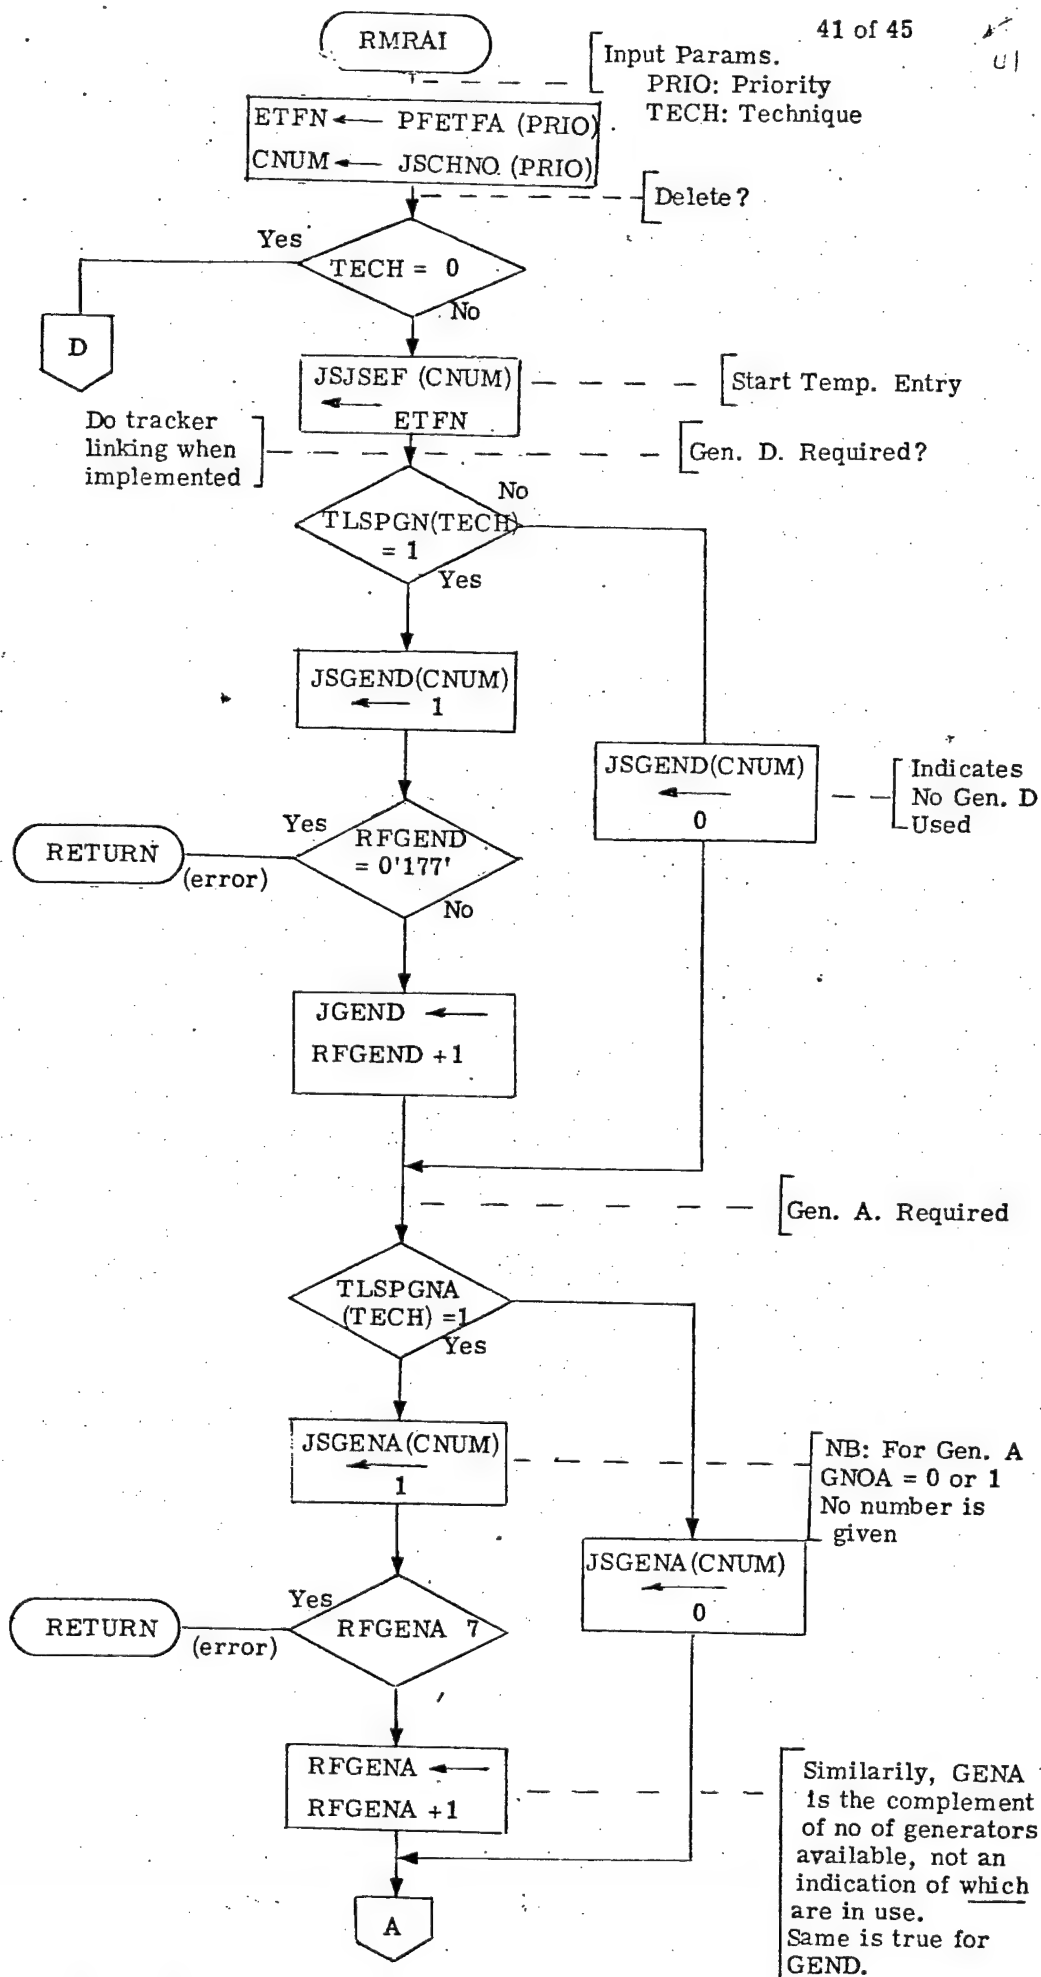 41 of 45
RMRAI
Input Params.
PRIO: Priority
TECH: Technique
ETFN ← PFETFA (PRIO)
CNUM ← JSCHNO (PRIO)
Delete?
Yes
TECH = 0
No
D
JSJSEF (CNUM)
← ETFN
Start Temp. Entry
Do tracker
linking when
implemented
Gen. D. Required?
No
TLSPGN(TECH)
= 1
Yes
JSGEND(CNUM)
← 1
JSGEND(CNUM)
←
0
Indicates
No Gen. D
Used
Yes
RFGEND
= 0'177'
RETURN
(error)
No
JGEND ←
RFGEND +1
Gen. A. Required
TLSPGNA
(TECH) =1
Yes
JSGENA(CNUM)
←
1
NB: For Gen. A
GNOA = 0 or 1
No number is
given
JSGENA(CNUM)
←
0
Yes
RFGENA 7
RETURN
(error)
RFGENA ←
RFGENA +1
Similarily, GENA
is the complement
of no of generators
available, not an
indication of which
are in use.
Same is true for
GEND.
A